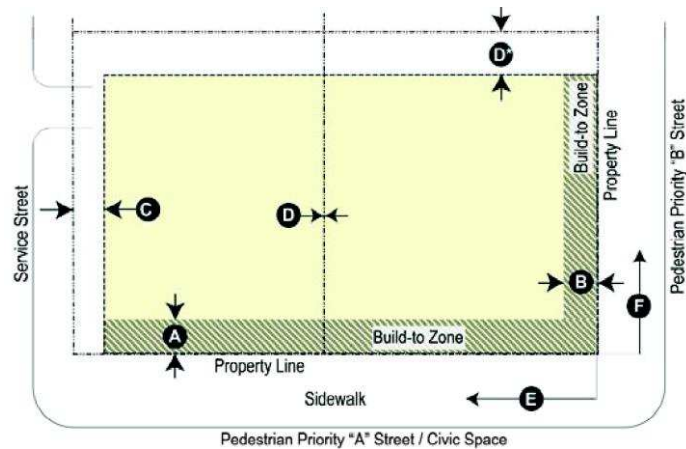 D*
Build-to Zone
Property Line
Pedestrian Priority "B" Street
Service Street
C
D
B
F
A
Build-to Zone
Property Line
Sidewalk
E
Pedestrian Priority "A" Street / Civic Space